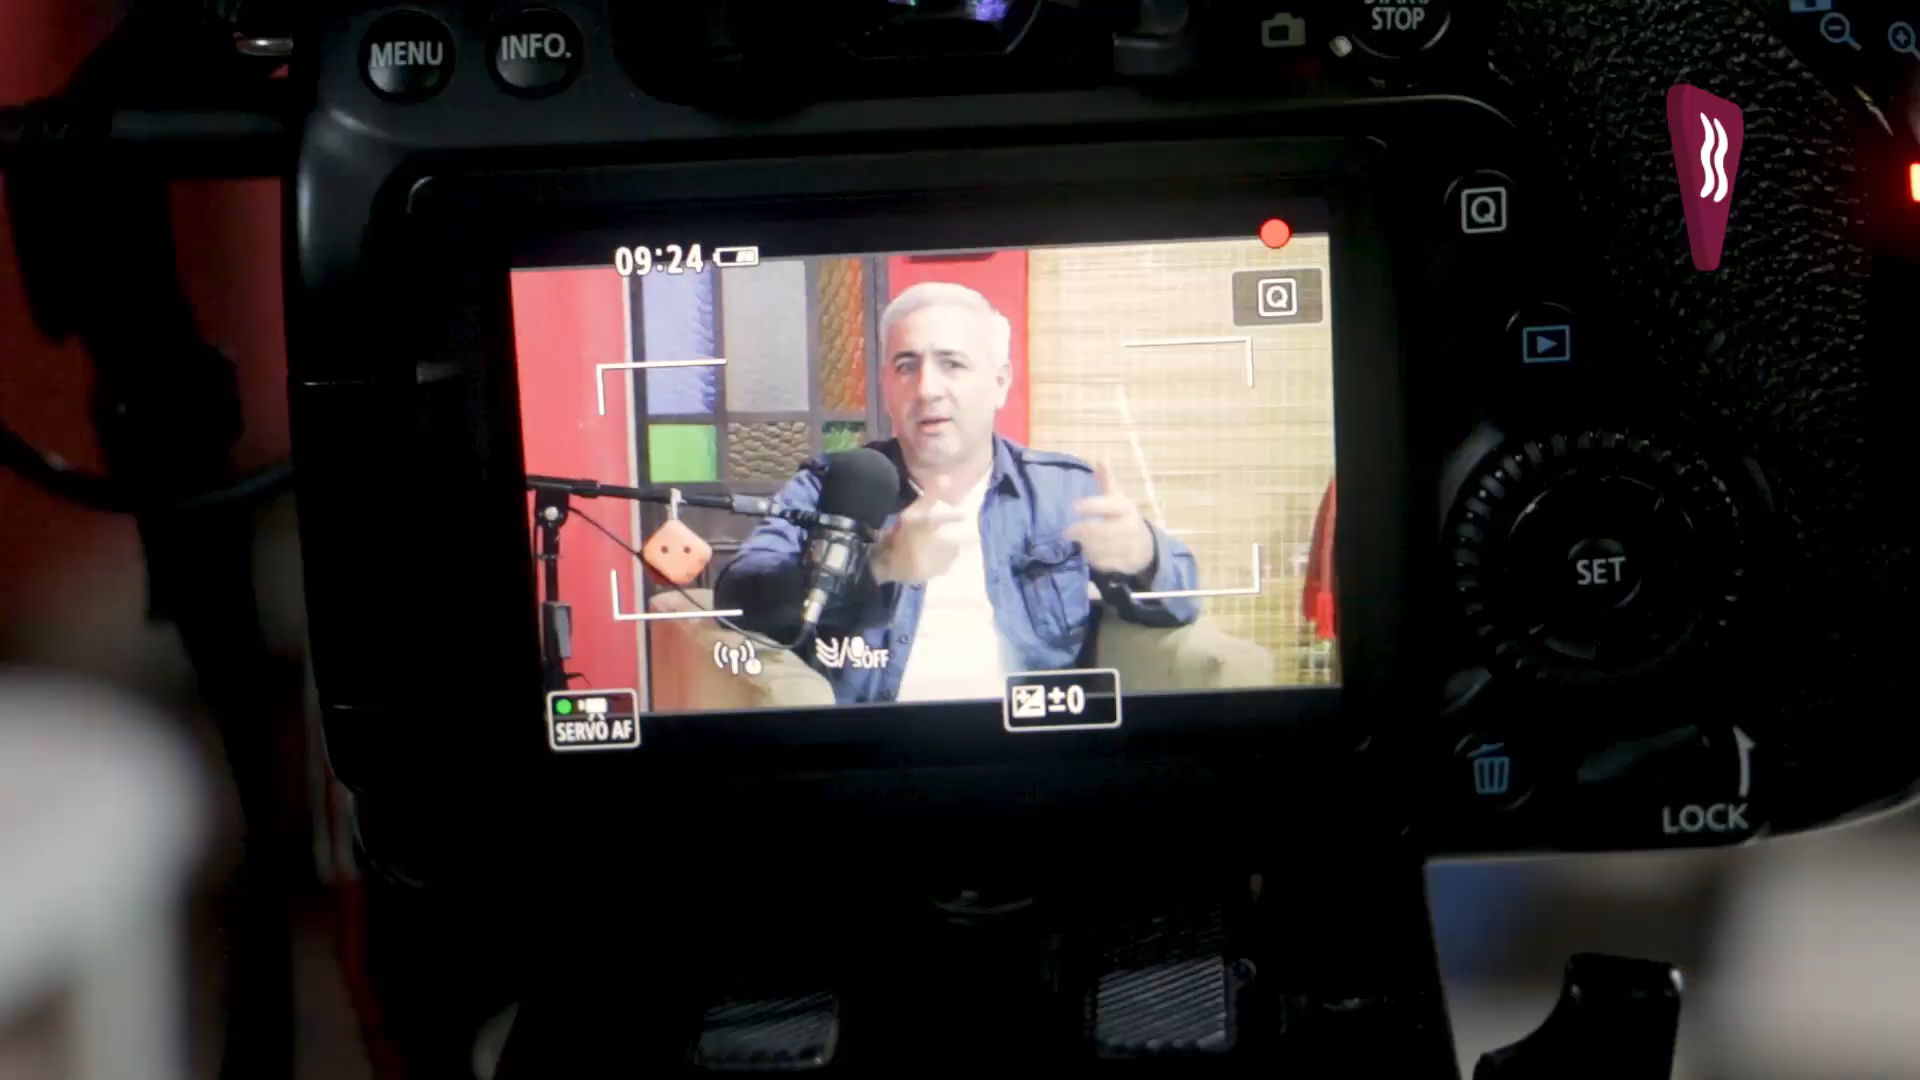 MENU
INFO.
STOP
Q
09:24
Q
SET
OFF
SERVO AF
±0
LOCK